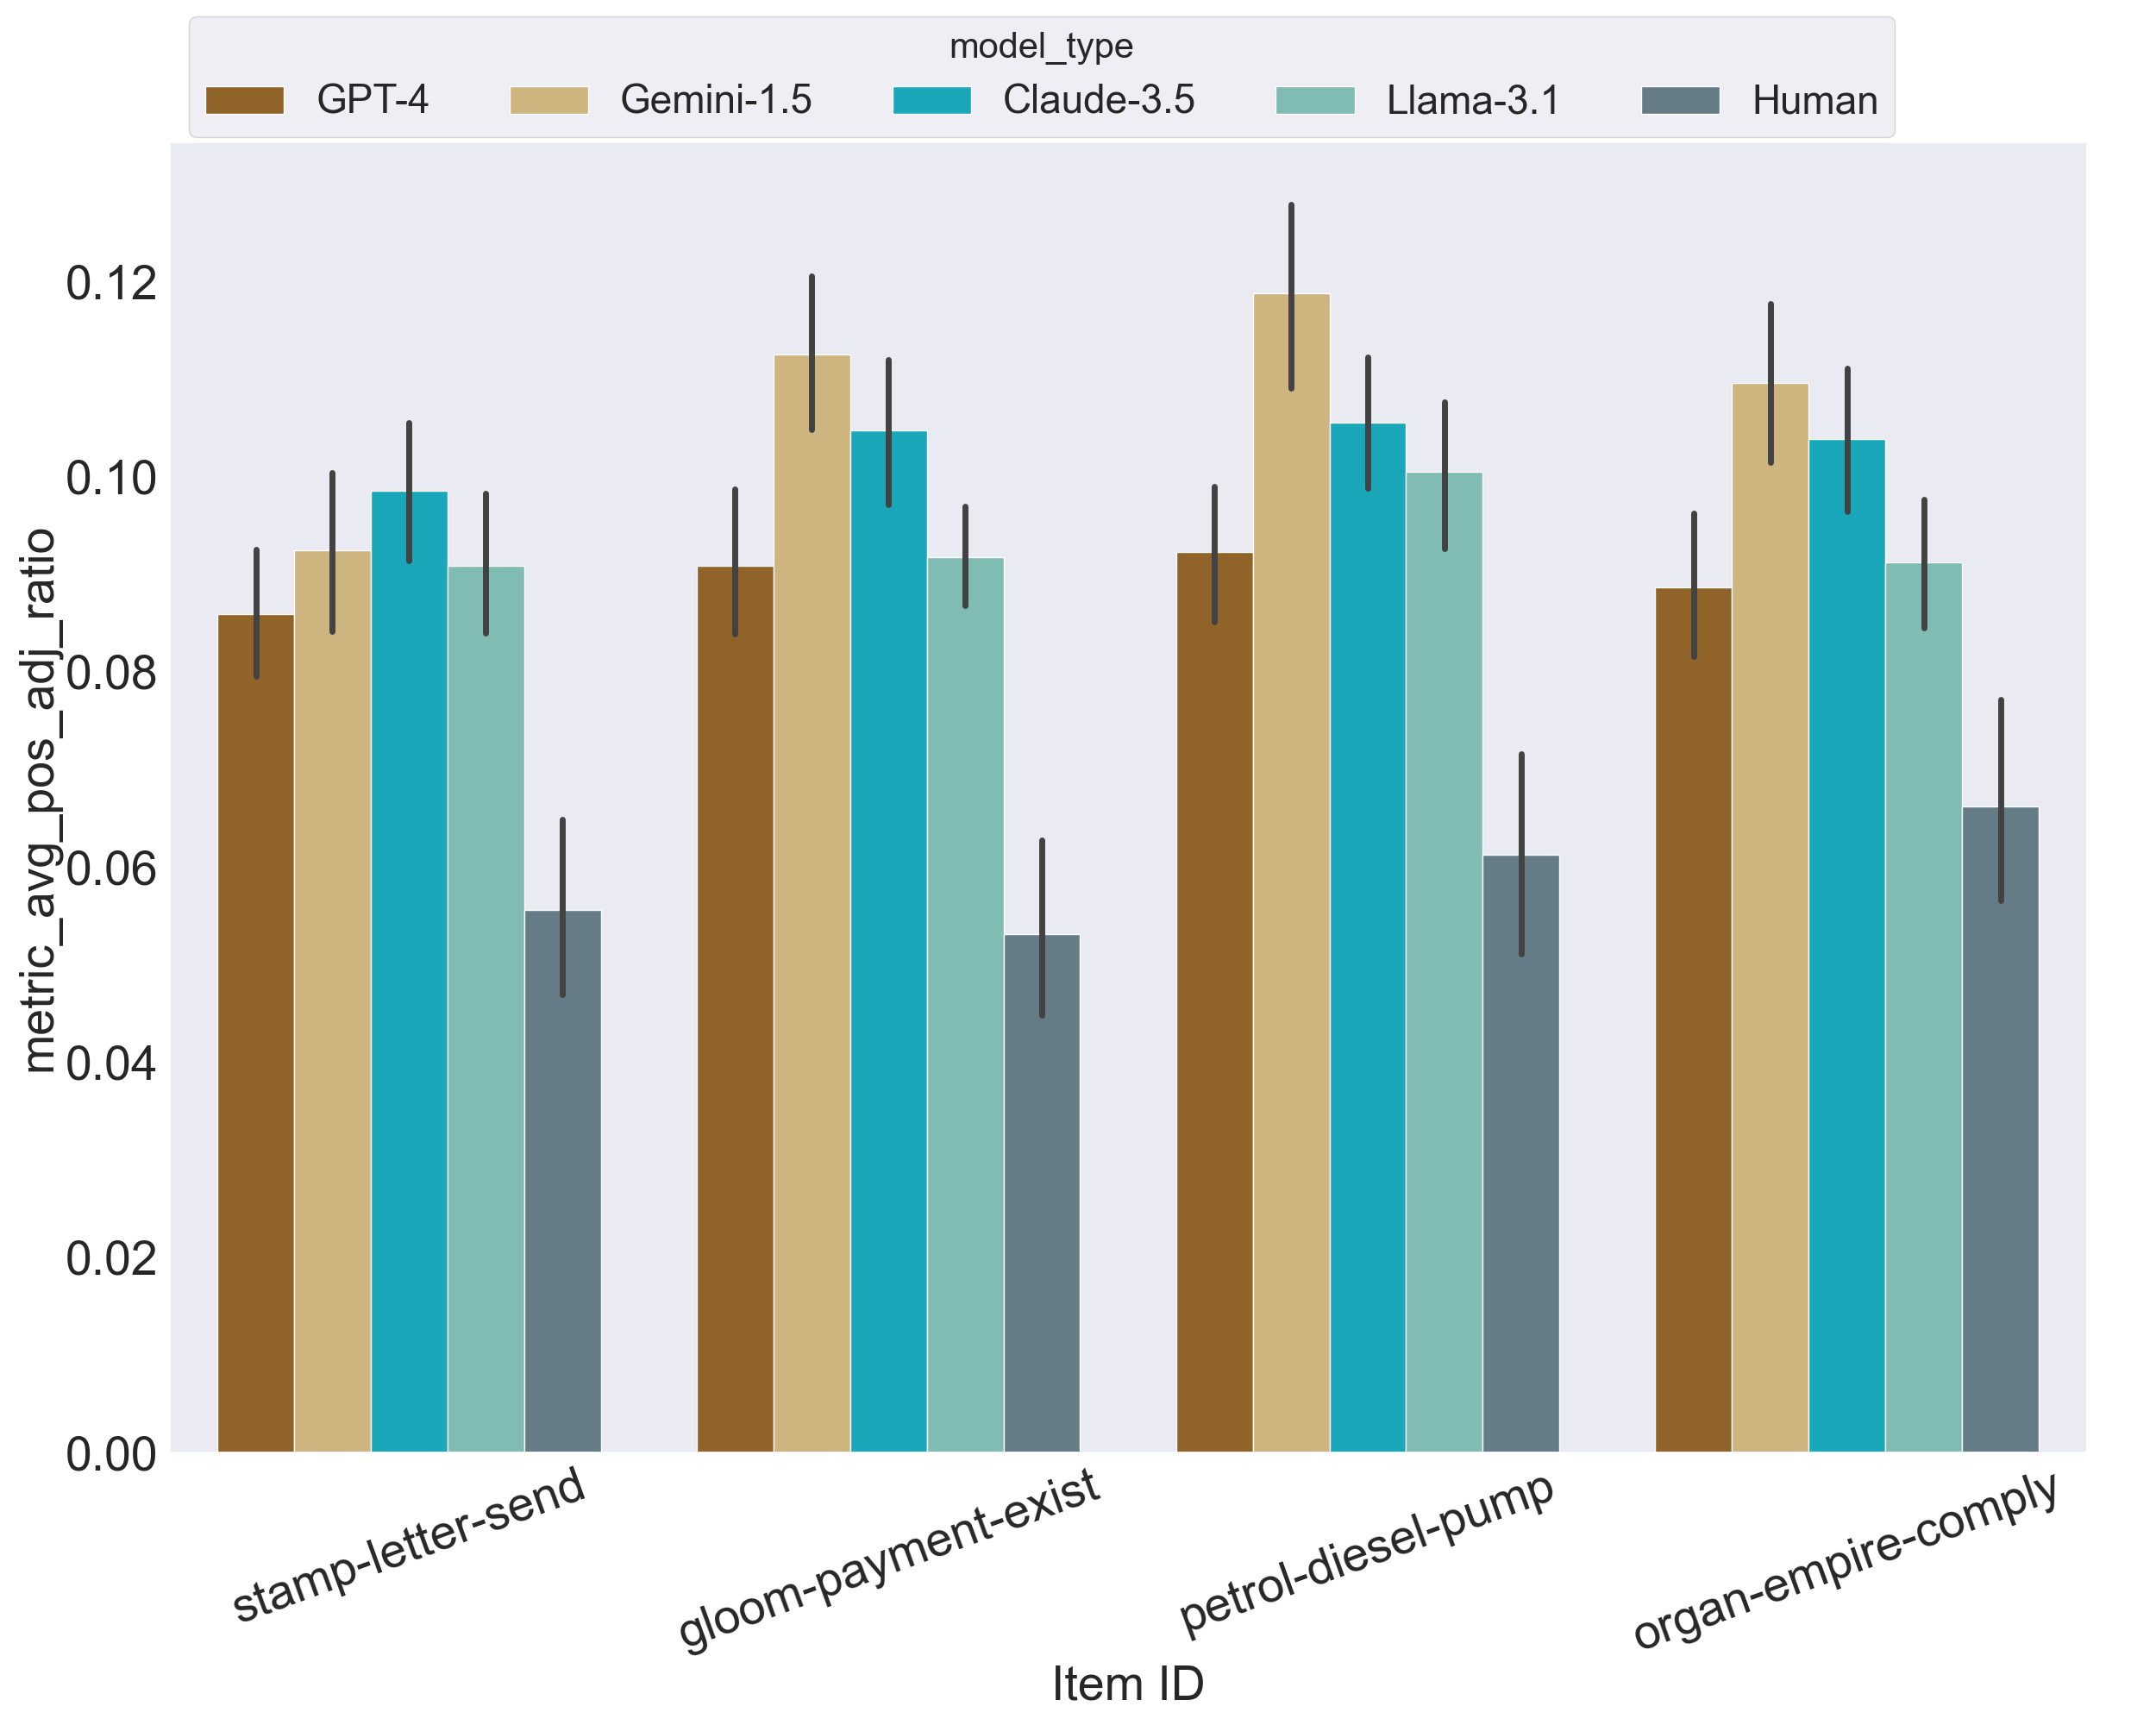 model_type
GPT-4 Gemini-1.5 Claude-3.5 Llama-3.1 Human
metric_avg_pos_adj_ratio
0.12
0.10
0.08
0.06
0.04
0.02
0.00
stamp-letter-send
gloom-payment-exist
petrol-diesel-pump
organ-empire-comply
Item ID